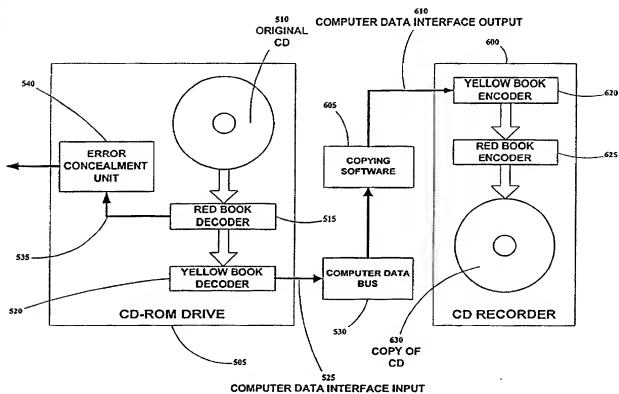 510
ORIGINAL
CD
610
COMPUTER DATA INTERFACE OUTPUT
600
540
ERROR
CONCEALMENT
UNIT
605
YELLOW BOOK
ENCODER
620
COPYING
SOFTWARE
RED BOOK
ENCODER
625
RED BOOK
DECODER
515
535
YELLOW BOOK
DECODER
520
COMPUTER DATA
BUS
530
CD-ROM DRIVE
505
525
COMPUTER DATA INTERFACE INPUT
630
COPY OF
CD
CD RECORDER